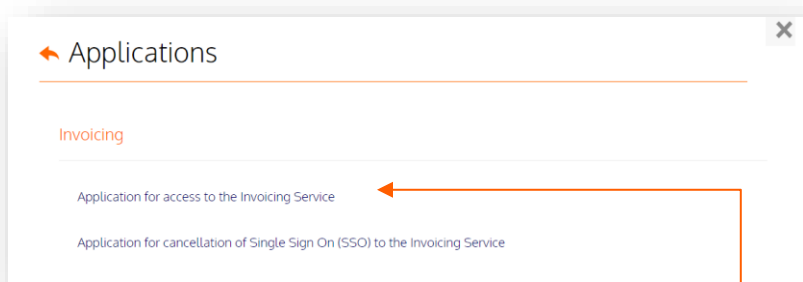 Applications
Invoicing
Application for access to the Invoicing Service
Application for cancellation of Single Sign On (SSO) to the Invoicing Service